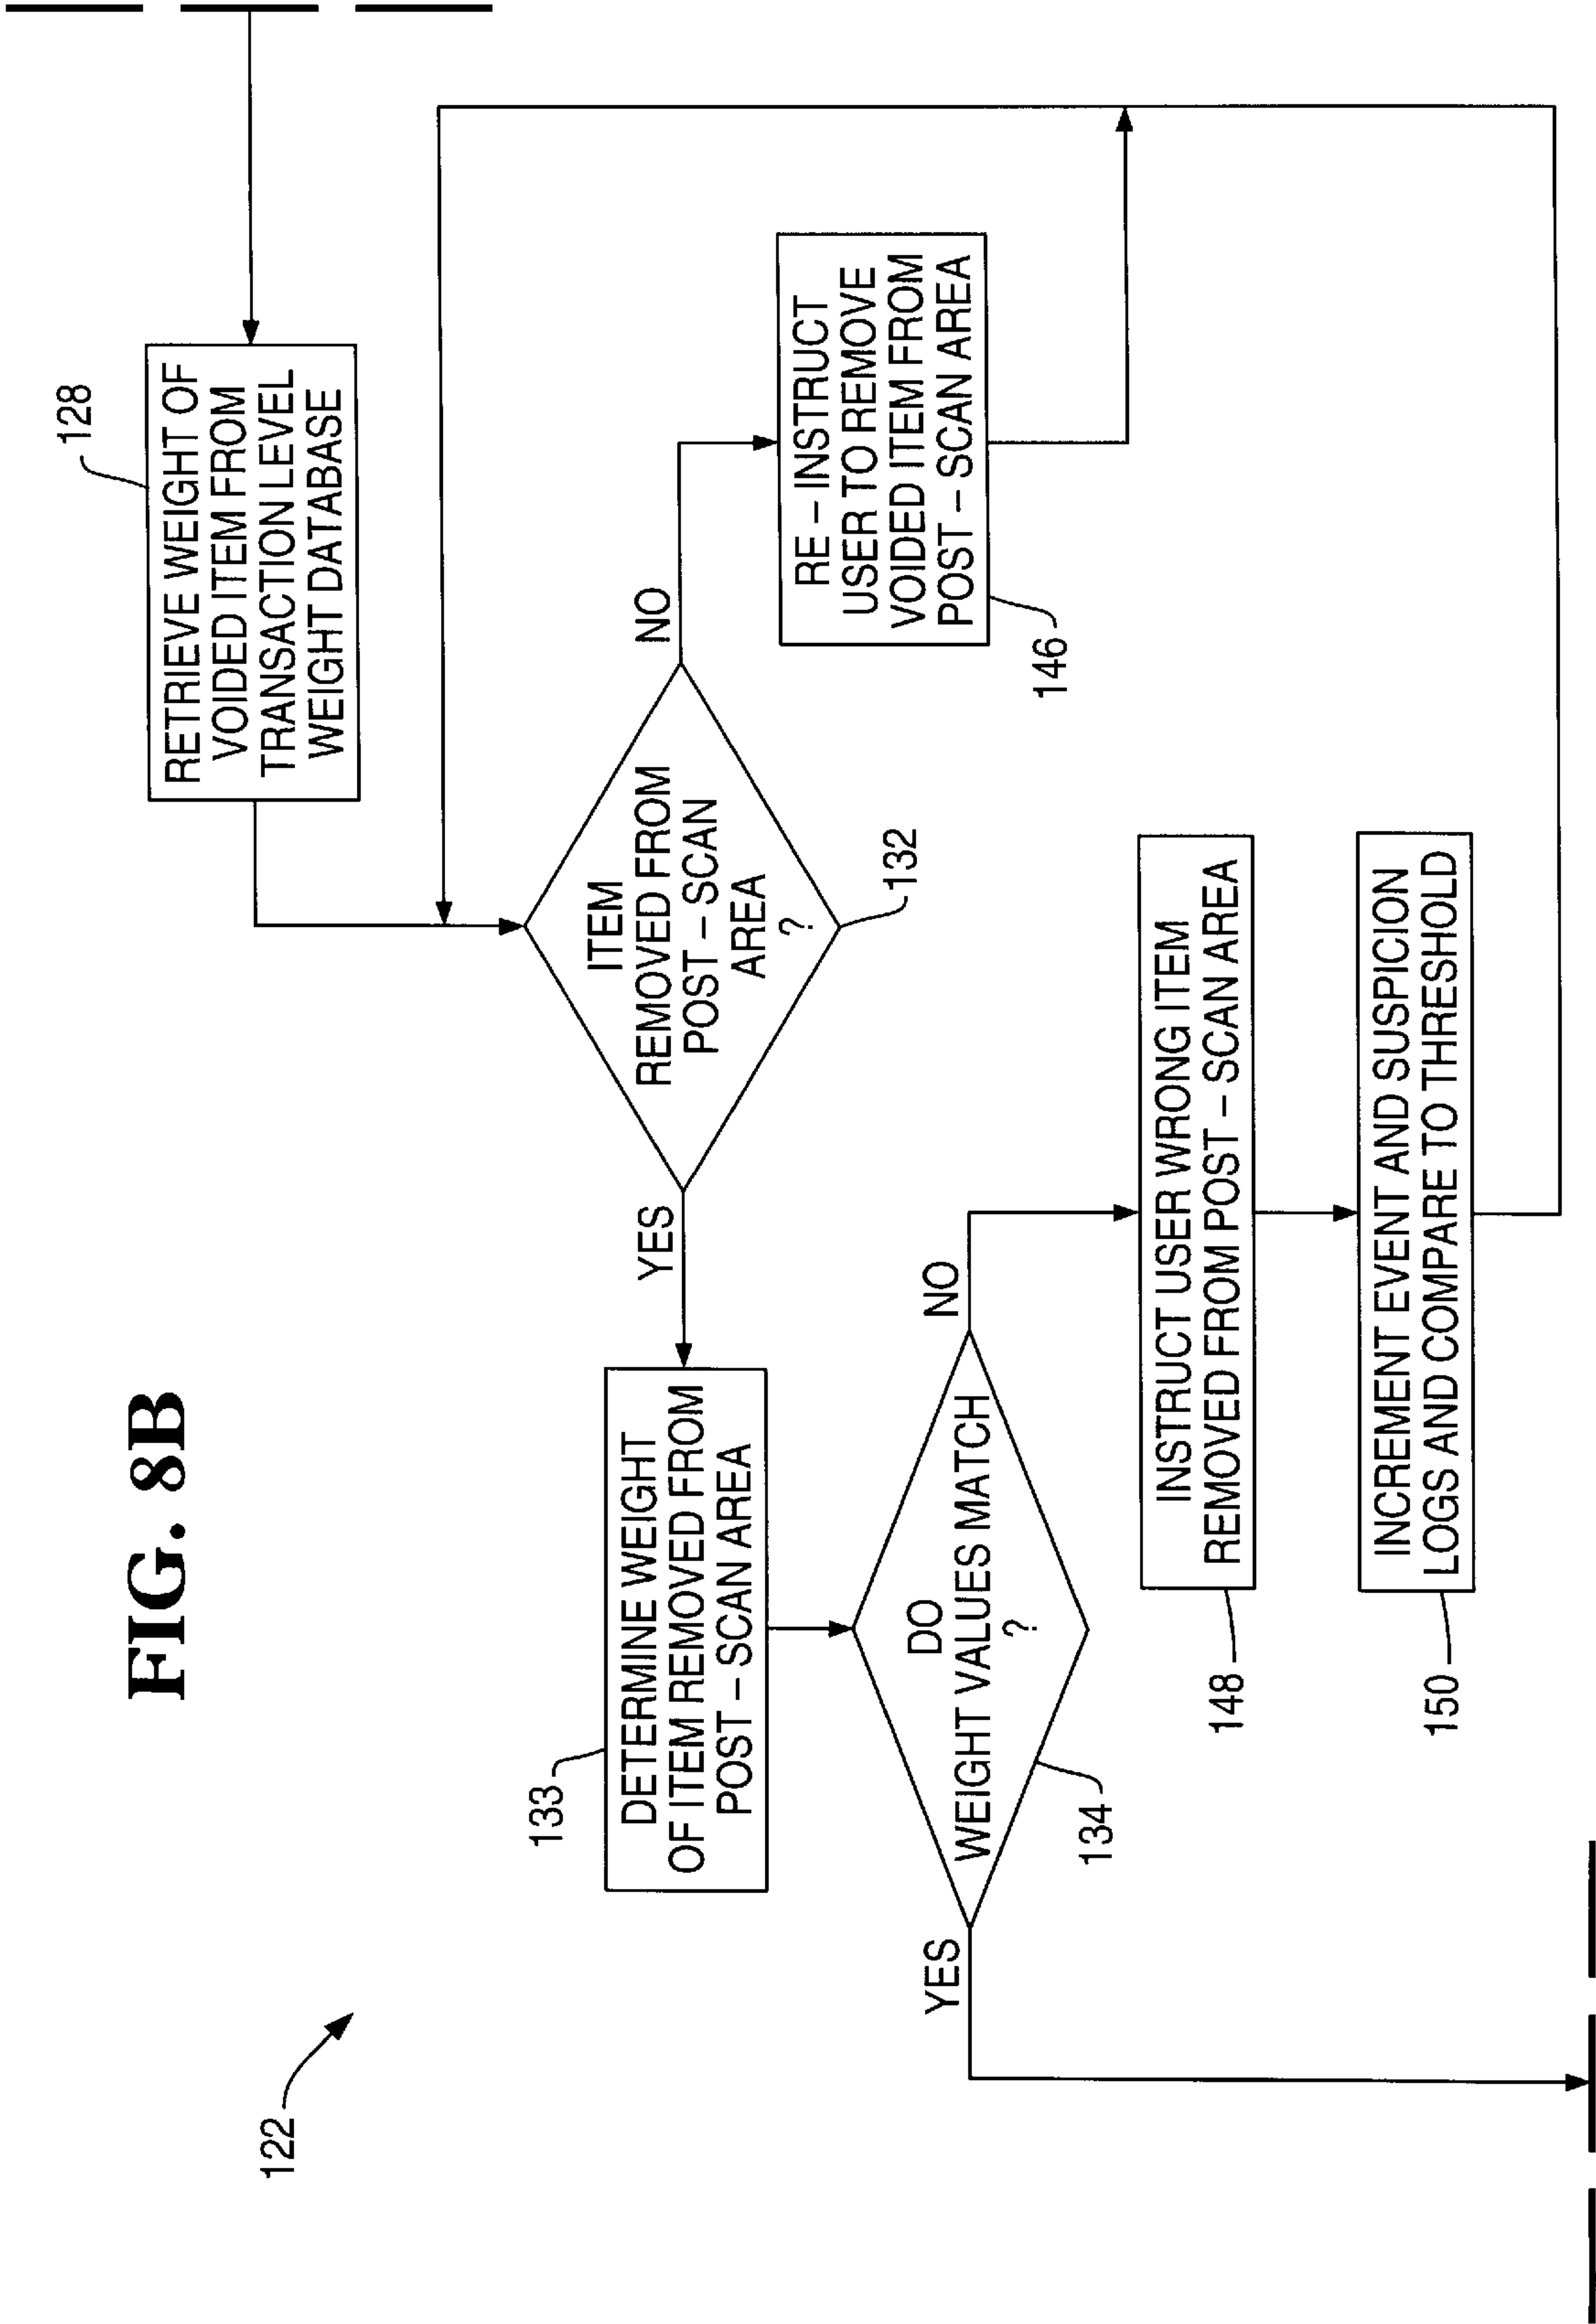 FIG. 8B
122
128
RETRIEVE WEIGHT OF
VOIDED ITEM FROM
TRANSACTION LEVEL
WEIGHT DATABASE
ITEM
REMOVED FROM
POST – SCAN
AREA
?
132
NO
RE – INSTRUCT
USER TO REMOVE
VOIDED ITEM FROM
POST – SCAN AREA
146
YES
133
DETERMINE WEIGHT
OF ITEM REMOVED FROM
POST – SCAN AREA
DO
WEIGHT VALUES MATCH
?
134
YES
NO
INSTRUCT USER WRONG ITEM
REMOVED FROM POST – SCAN AREA
148
INCREMENT EVENT AND SUSPICION
LOGS AND COMPARE TO THRESHOLD
150